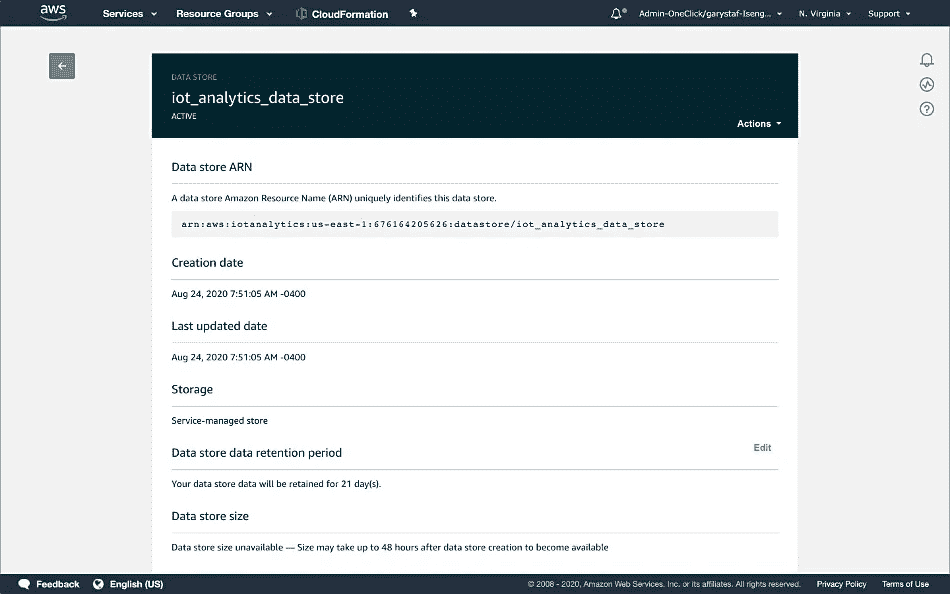 aws Services Resource Groups CloudFormation Admin-OneClick/garystaf-Iseng... N. Virginia Support
DATA STORE
iot_analytics_data_store
ACTIVE
Actions
Data store ARN
A data store Amazon Resource Name (ARN) uniquely identifies this data store.
arn:aws:iotanalytics:us-east-1:676164205626:datastore/iot_analytics_data_store
Creation date
Aug 24, 2020 7:51:05 AM -0400
Last updated date
Aug 24, 2020 7:51:05 AM -0400
Storage
Service-managed store
Data store data retention period Edit
Your data store data will be retained for 21 day(s).
Data store size
Data store size unavailable — Size may take up to 48 hours after data store creation to become available
Feedback English (US) © 2008 - 2020, Amazon Web Services, Inc. or its affiliates. All rights reserved. Privacy Policy Terms of Use